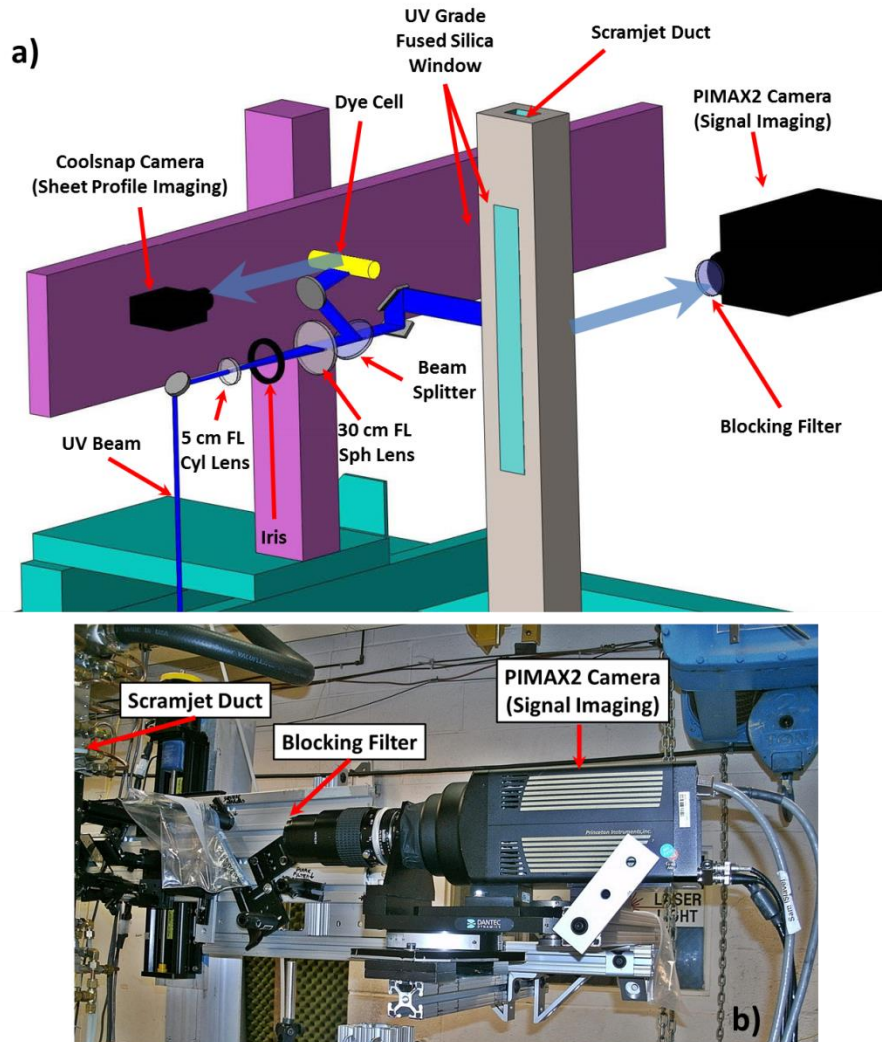 a)
UV Grade
Fused Silica
Window
Scramjet Duct
Dye Cell
PIMAX2 Camera
(Signal Imaging)
Coolsnap Camera
(Sheet Profile Imaging)
Beam
Splitter
Blocking Filter
5 cm FL
Cyl Lens
30 cm FL
Sph Lens
UV Beam
Iris
PIMAX2 Camera
(Signal Imaging)
Scramjet Duct
Blocking Filter
Princeton Instruments, Inc.
DANTEC
DYNAMICS
LASER
LIGHT
b)